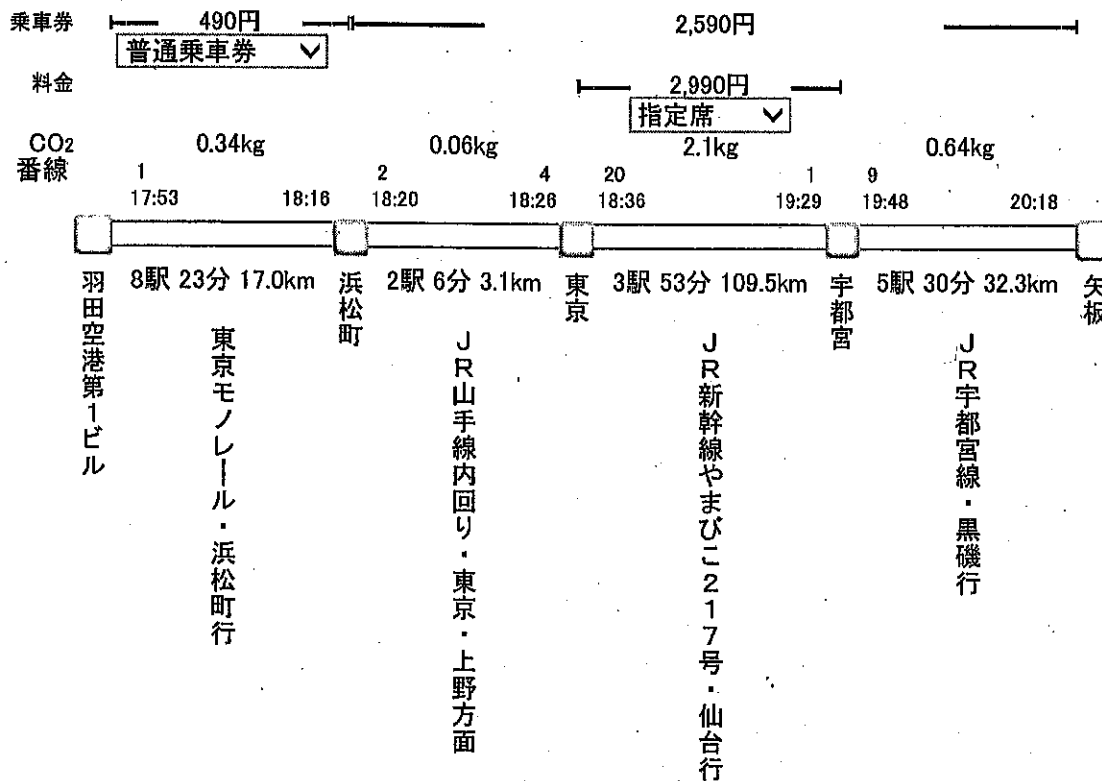 乗車券 490円 2,590円
普通乗車券
料金 2,990円
指定席
CO2 0.34kg 0.06kg 2.1kg 0.64kg
番線 1 2 4 20 1 9
17:53 18:16 18:20 18:26 18:36 19:29 19:48 20:18
8駅 23分 17.0km 2駅 6分 3.1km 3駅 53分 109.5km 5駅 30分 32.3km
羽田空港第1ビル
東京モノレール・浜松町行
浜松町
JR山手線内回り・東京・上野方面
東京
JR新幹線やまびこ217号・仙台行
宇都宮
JR宇都宮線・黒磯行
矢板